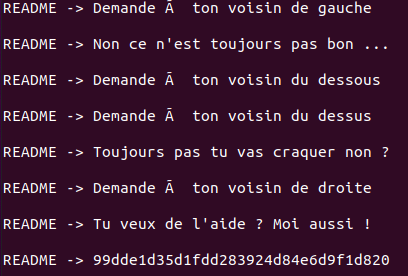 README -> Demande Ã  ton voisin de gauche
README -> Non ce n'est toujours pas bon ...
README -> Demande Ã  ton voisin du dessous
README -> Demande Ã  ton voisin du dessus
README -> Toujours pas tu vas craquer non ?
README -> Demande Ã  ton voisin de droite
README -> Tu veux de l'aide ? Moi aussi !
README -> 99dde1d35d1fdd283924d84e6d9f1d820